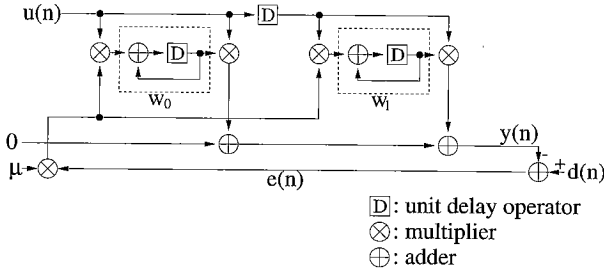 u(n)
D
D
D
W0
W1
0
y(n)
-
+
d(n)
μ
e(n)
D : unit delay operator
⊗ : multiplier
⊕ : adder